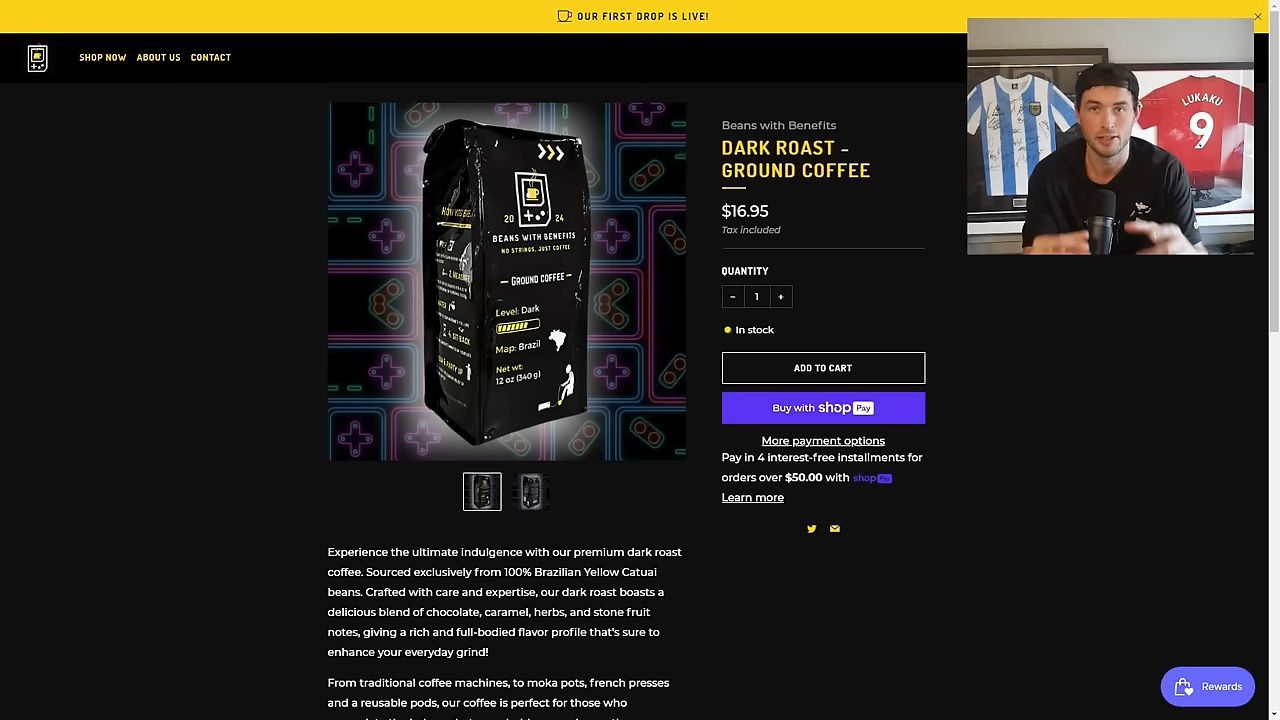 OUR FIRST DROP IS LIVE!
SHOP NOW ABOUT US CONTACT
LUKAKU
9
Beans with Benefits
DARK ROAST -
GROUND COFFEE
$16.95
Tax included
QUANTITY
- 1 +
In stock
ADD TO CART
Buy with shop Pay
More payment options
Pay in 4 interest-free installments for
orders over $50.00 with shop Pay
Learn more
20 24
BEANS WITH BENEFITS
NO STRINGS, JUST COFFEE
GROUND COFFEE
Level: Dark
Map: Brazil
Net wt:
12 oz (340 g)
Experience the ultimate indulgence with our premium dark roast
coffee. Sourced exclusively from 100% Brazilian Yellow Catuai
beans. Crafted with care and expertise, our dark roast boasts a
delicious blend of chocolate, caramel, herbs, and stone fruit
notes, giving a rich and full-bodied flavor profile that's sure to
enhance your everyday grind!
From traditional coffee machines, to moka pots, french presses
and a reusable pods, our coffee is perfect for those who
Rewards